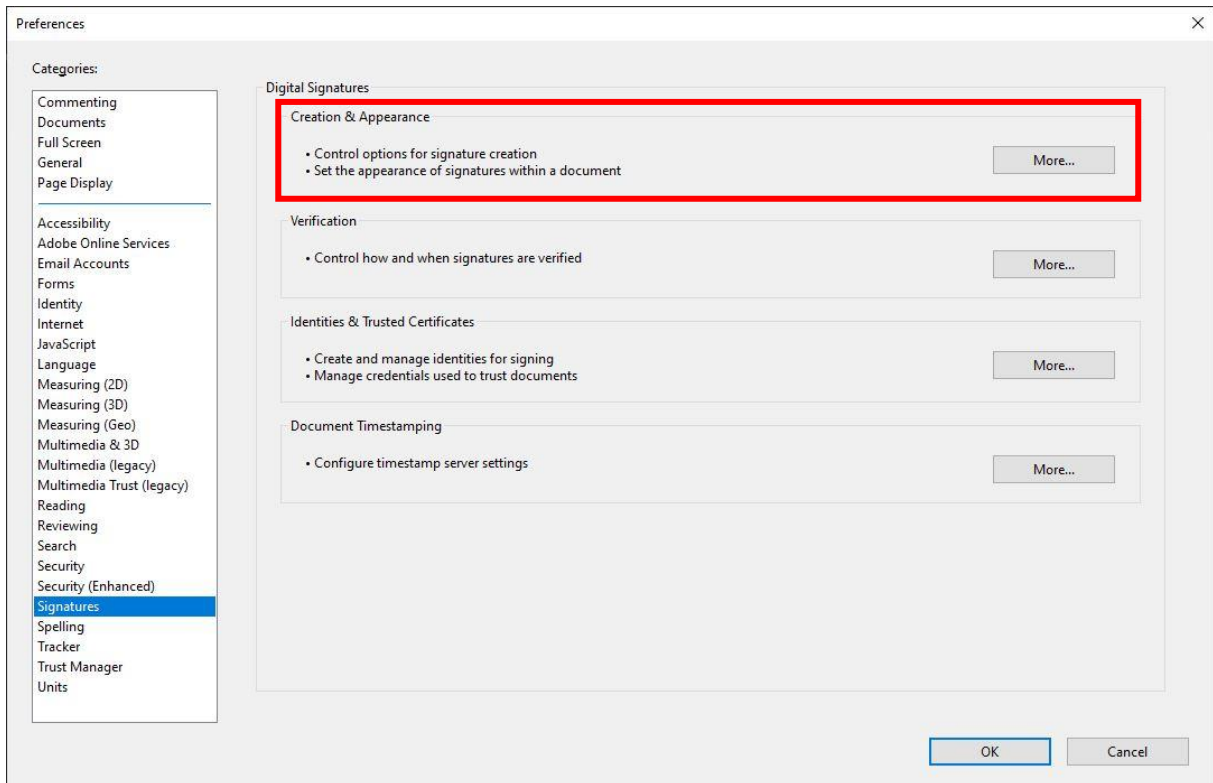 Preferences
Categories:
Commenting
Documents
Full Screen
General
Page Display
Accessibility
Adobe Online Services
Email Accounts
Forms
Identity
Internet
JavaScript
Language
Measuring (2D)
Measuring (3D)
Measuring (Geo)
Multimedia & 3D
Multimedia (legacy)
Multimedia Trust (legacy)
Reading
Reviewing
Search
Security
Security (Enhanced)
Signatures
Spelling
Tracker
Trust Manager
Units
Digital Signatures
Creation & Appearance
• Control options for signature creation
• Set the appearance of signatures within a document
More...
Verification
• Control how and when signatures are verified
More...
Identities & Trusted Certificates
• Create and manage identities for signing
• Manage credentials used to trust documents
More...
Document Timestamping
• Configure timestamp server settings
More...
OK
Cancel